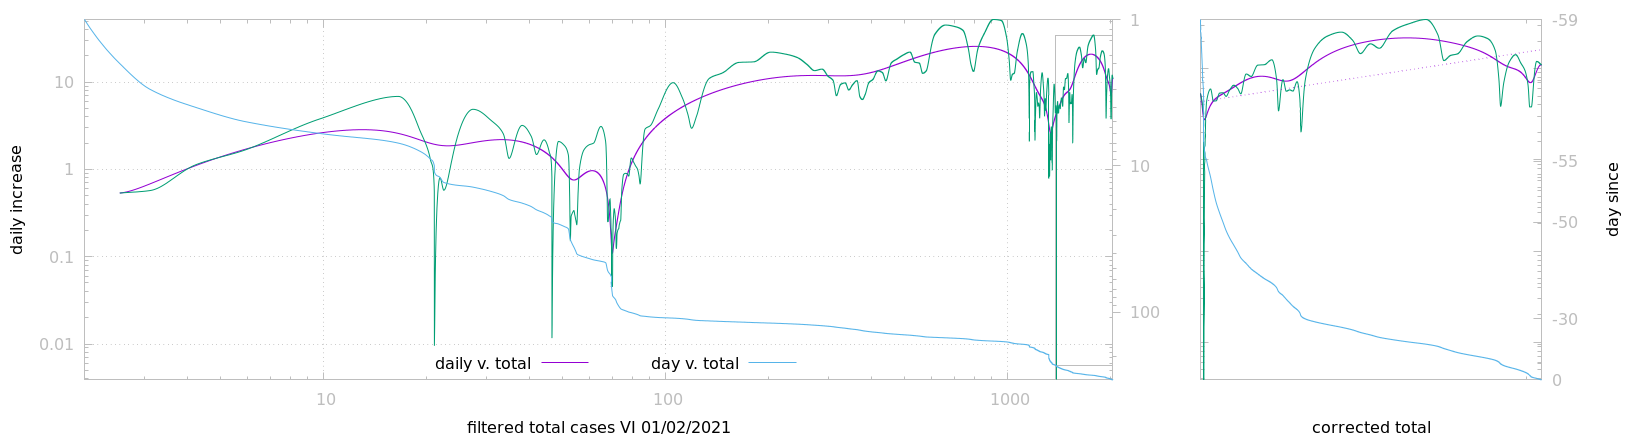 daily increase
10
1
0.1
0.01
1
10
100
daily v. total
day v. total
10
100
1000
filtered total cases VI 01/02/2021
-59
-55
-50
-30
0
day since
corrected total